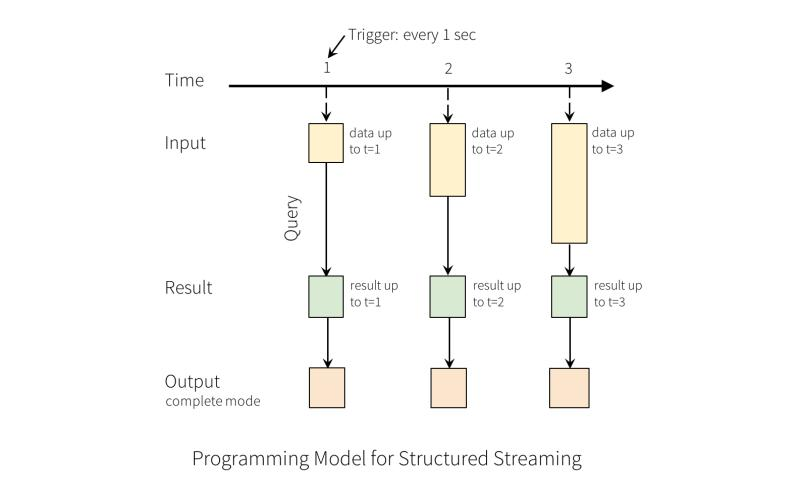 Trigger: every 1 sec
Time
1
2
3
Input
data up
to t=1
data up
to t=2
data up
to t=3
Query
Result
result up
to t=1
result up
to t=2
result up
to t=3
Output
complete mode
Programming Model for Structured Streaming